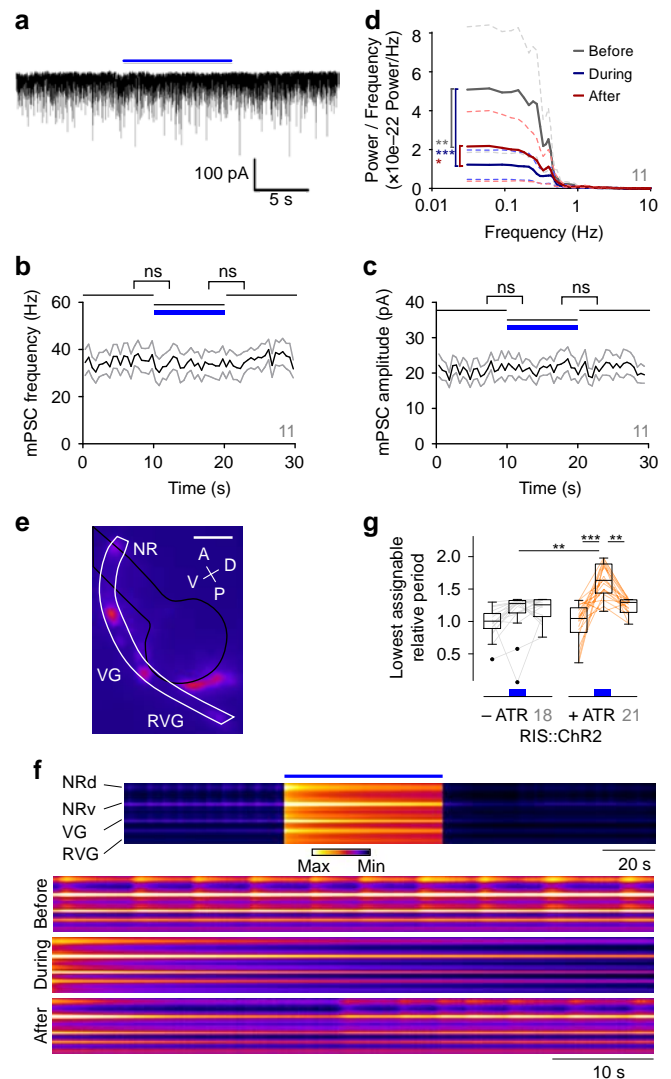 a
100 pA
5 s
d
Power / Frequency
(×10e–22 Power/Hz)
8
6
4
2
0
**
***
*
Before
During
After
11
0.01
0.1
1
10
Frequency (Hz)
b
ns
ns
mPSC frequency (Hz)
60
40
20
0
11
0
10
20
30
Time (s)
c
ns
ns
mPSC amplitude (pA)
40
30
20
10
0
11
0
10
20
30
Time (s)
e
NR
A
D
V
P
VG
RVG
g
Lowest assignable
relative period
2.0
1.5
1.0
0.5
**
***
**
– ATR 18
+ ATR 21
RIS::ChR2
f
NRd
NRv
VG
RVG
Max
Min
20 s
Before
During
After
10 s